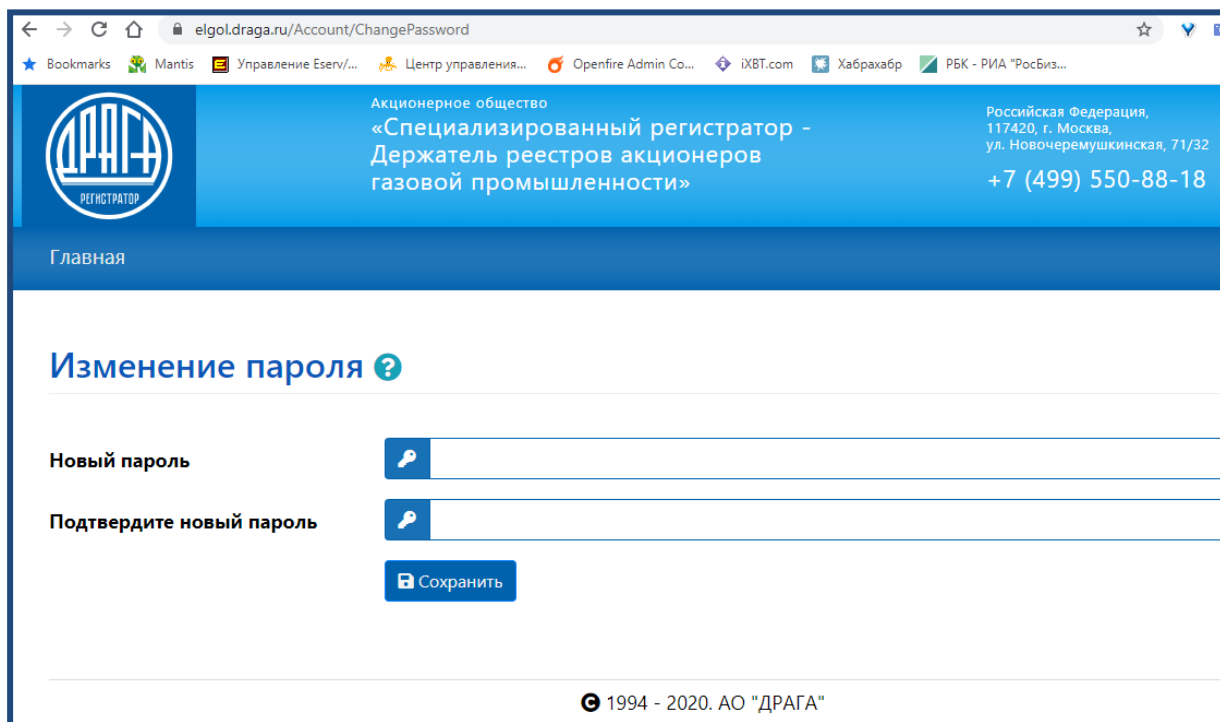 elgol.draga.ru/Account/ChangePassword
Bookmarks Mantis Управление Eserv/... Центр управления... Openfire Admin Co... iXBT.com Хабрахабр РБК - РИА "РосБиз...
ДРАГА
РЕГИСТРАТОР
Акционерное общество
«Специализированный регистратор -
Держатель реестров акционеров
газовой промышленности»
Российская Федерация,
117420, г. Москва,
ул. Новочеремушкинская, 71/32
+7 (499) 550-88-18
Главная
Изменение пароля ?
Новый пароль
Подтвердите новый пароль
Сохранить
© 1994 - 2020. АО "ДРАГА"